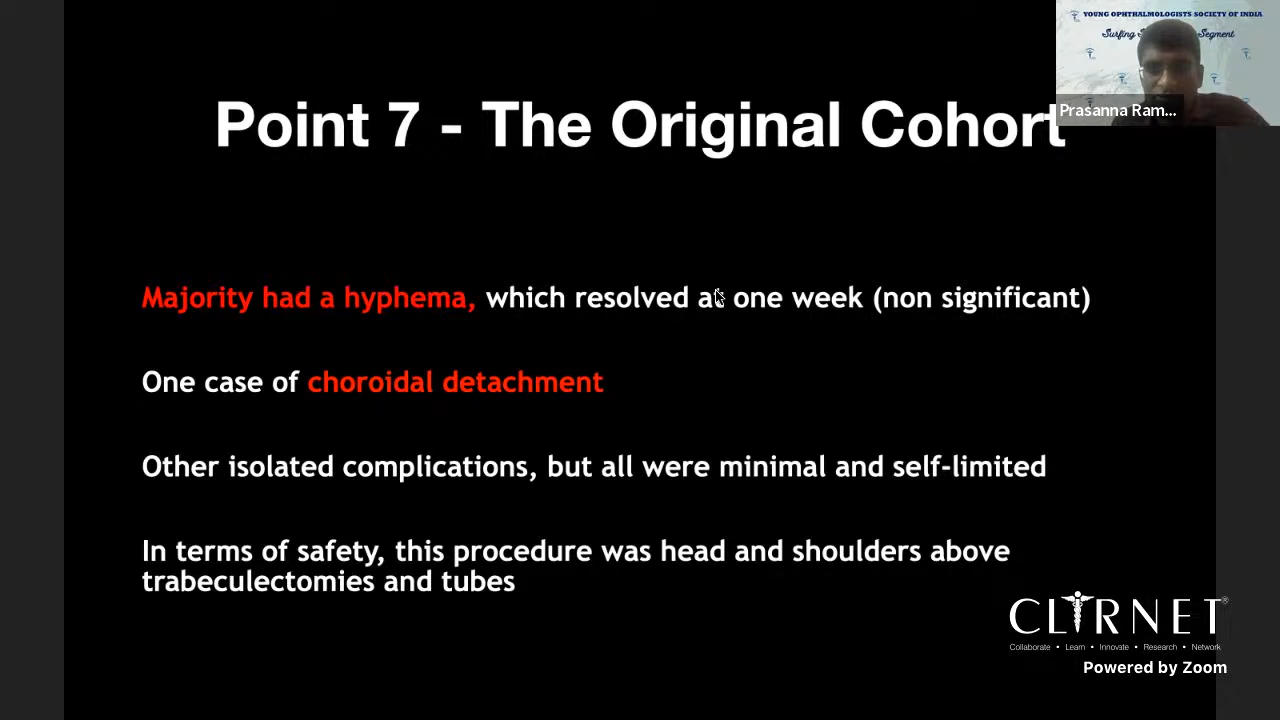 YOUNG OPHTHALMOLOGISTS SOCIETY OF INDIA
Surfing Segment
Prasanna Ram...
Point 7 - The Original Cohort
Majority had a hyphema, which resolved at one week (non significant)
One case of choroidal detachment
Other isolated complications, but all were minimal and self-limited
In terms of safety, this procedure was head and shoulders above
trabeculectomies and tubes
CLIRNET®
Collaborate • Learn • Innovate • Research • Network
Powered by Zoom